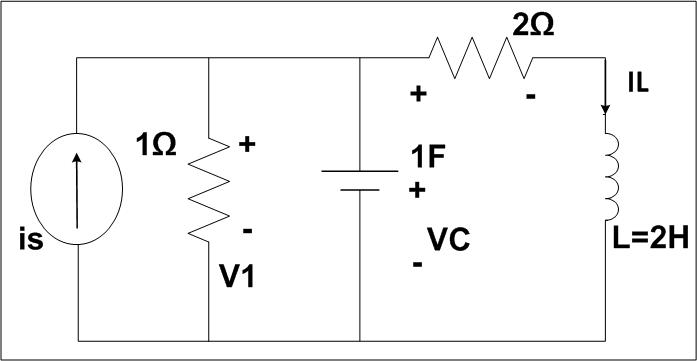 2Ω
+ -
IL
1Ω
+
-
V1
1F
+
VC
-
is
L=2H